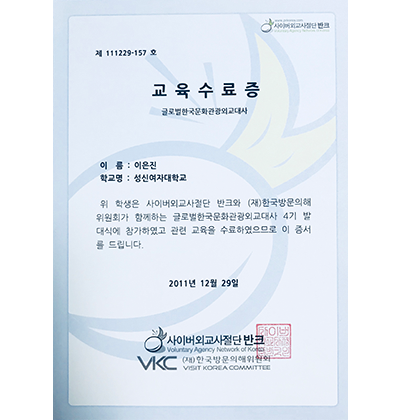 www.prkorea.com
사이버외교사절단 반크
Voluntary Agency Network of Korea
제 111229-157 호
교 육 수 료 증
글로벌한국문화관광외교대사
이 름 : 이은진
학교명 : 성신여자대학교
위 학생은 사이버외교사절단 반크와 (재)한국방문의해
위원회가 함께하는 글로벌한국문화관광외교대사 4기 발
대식에 참가하였고 관련 교육을 수료하였으므로 이 증서
를 드립니다.
2011년 12월 29일
사이버외교사절단 반크
Voluntary Agency Network of Korea
VKC (재)한국방문의해위원회
VISIT KOREA COMMITTEE